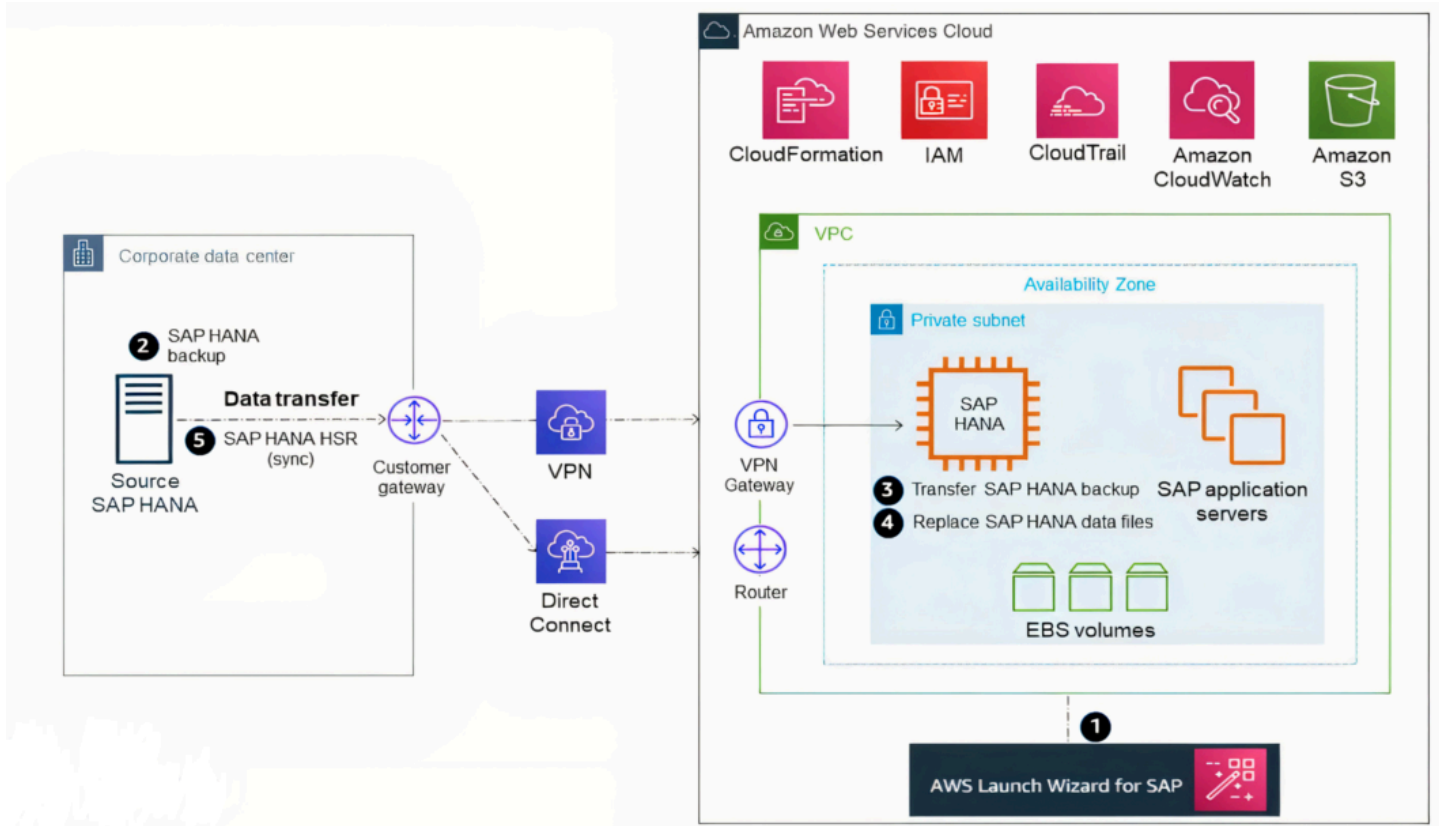 Amazon Web Services Cloud
CloudFormation
IAM
CloudTrail
Amazon
CloudWatch
Amazon
S3
VPC
Availability Zone
Private subnet
Corporate data center
2 SAP HANA
backup
Data transfer
5 SAP HANA HSR
(sync)
Source
SAP HANA
Customer
gateway
VPN
Direct
Connect
VPN
Gateway
Router
SAP
HANA
3 Transfer SAP HANA backup
4 Replace SAP HANA data files
SAP application
servers
EBS volumes
1
AWS Launch Wizard for SAP